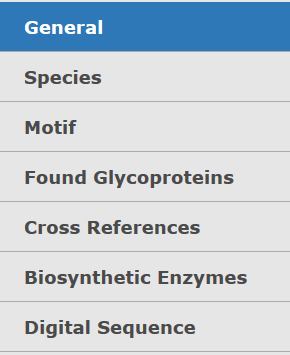 General
Species
Motif
Found Glycoproteins
Cross References
Biosynthetic Enzymes
Digital Sequence